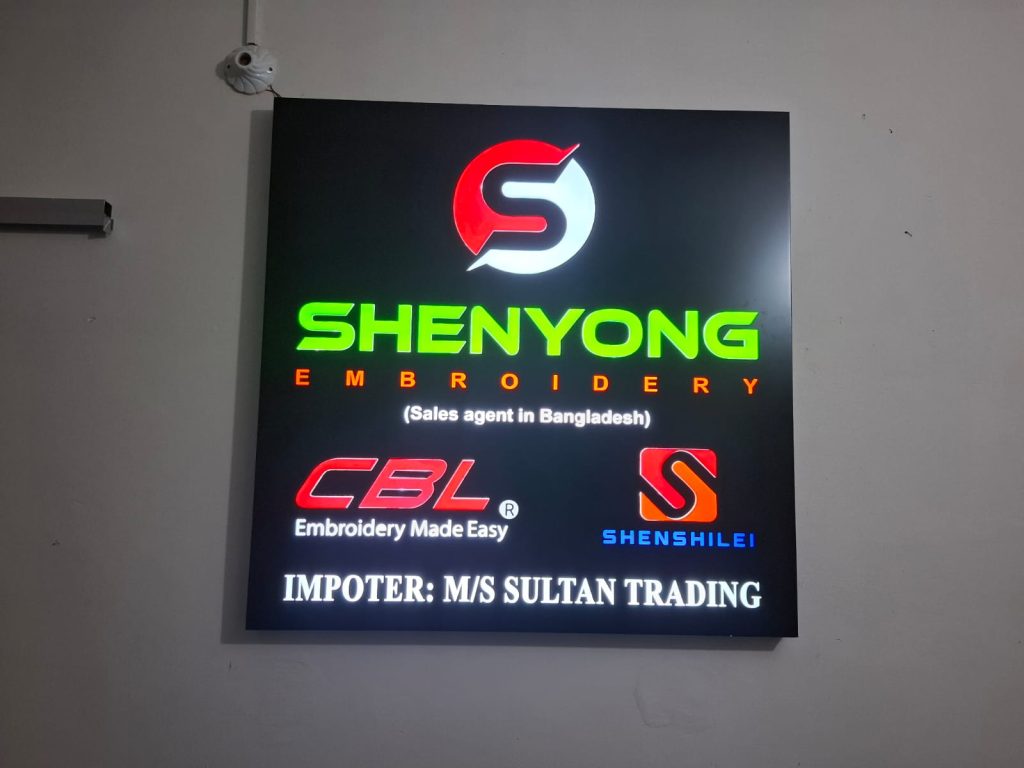 SHENYONG
EMBROIDERY
(Sales agent in Bangladesh)
CBL®
Embroidery Made Easy
SHENSHILEI
IMPOTER: M/S SULTAN TRADING